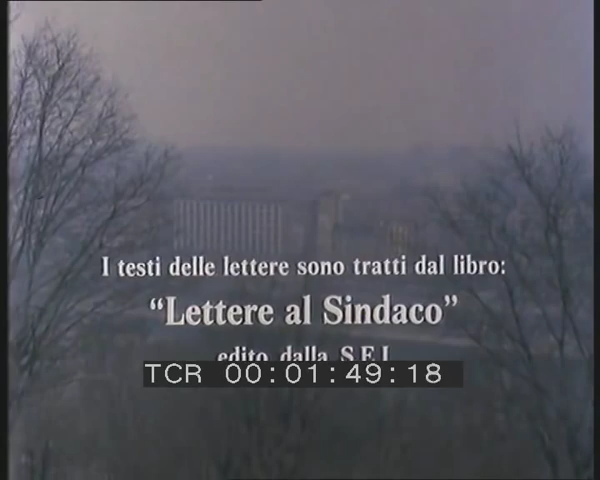 I testi delle lettere sono tratti dal libro:
“Lettere al Sindaco”
edito dalla S.E.I.
TCR 00:01:49:18